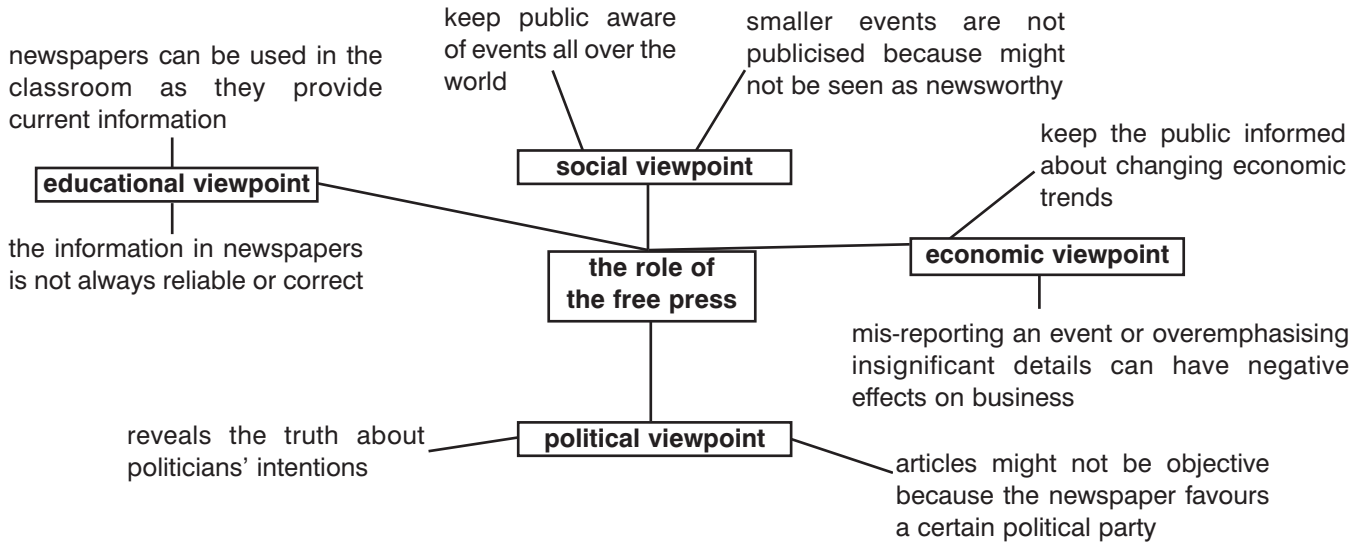 keep public aware
of events all over the
world
smaller events are not
publicised because might
not be seen as newsworthy
newspapers can be used in the
classroom as they provide
current information
keep the public informed
about changing economic
trends
social viewpoint
educational viewpoint
the information in newspapers
is not always reliable or correct
the role of
the free press
economic viewpoint
mis-reporting an event or overemphasising
insignificant details can have negative
effects on business
reveals the truth about
politicians' intentions
political viewpoint
articles might not be objective
because the newspaper favours
a certain political party